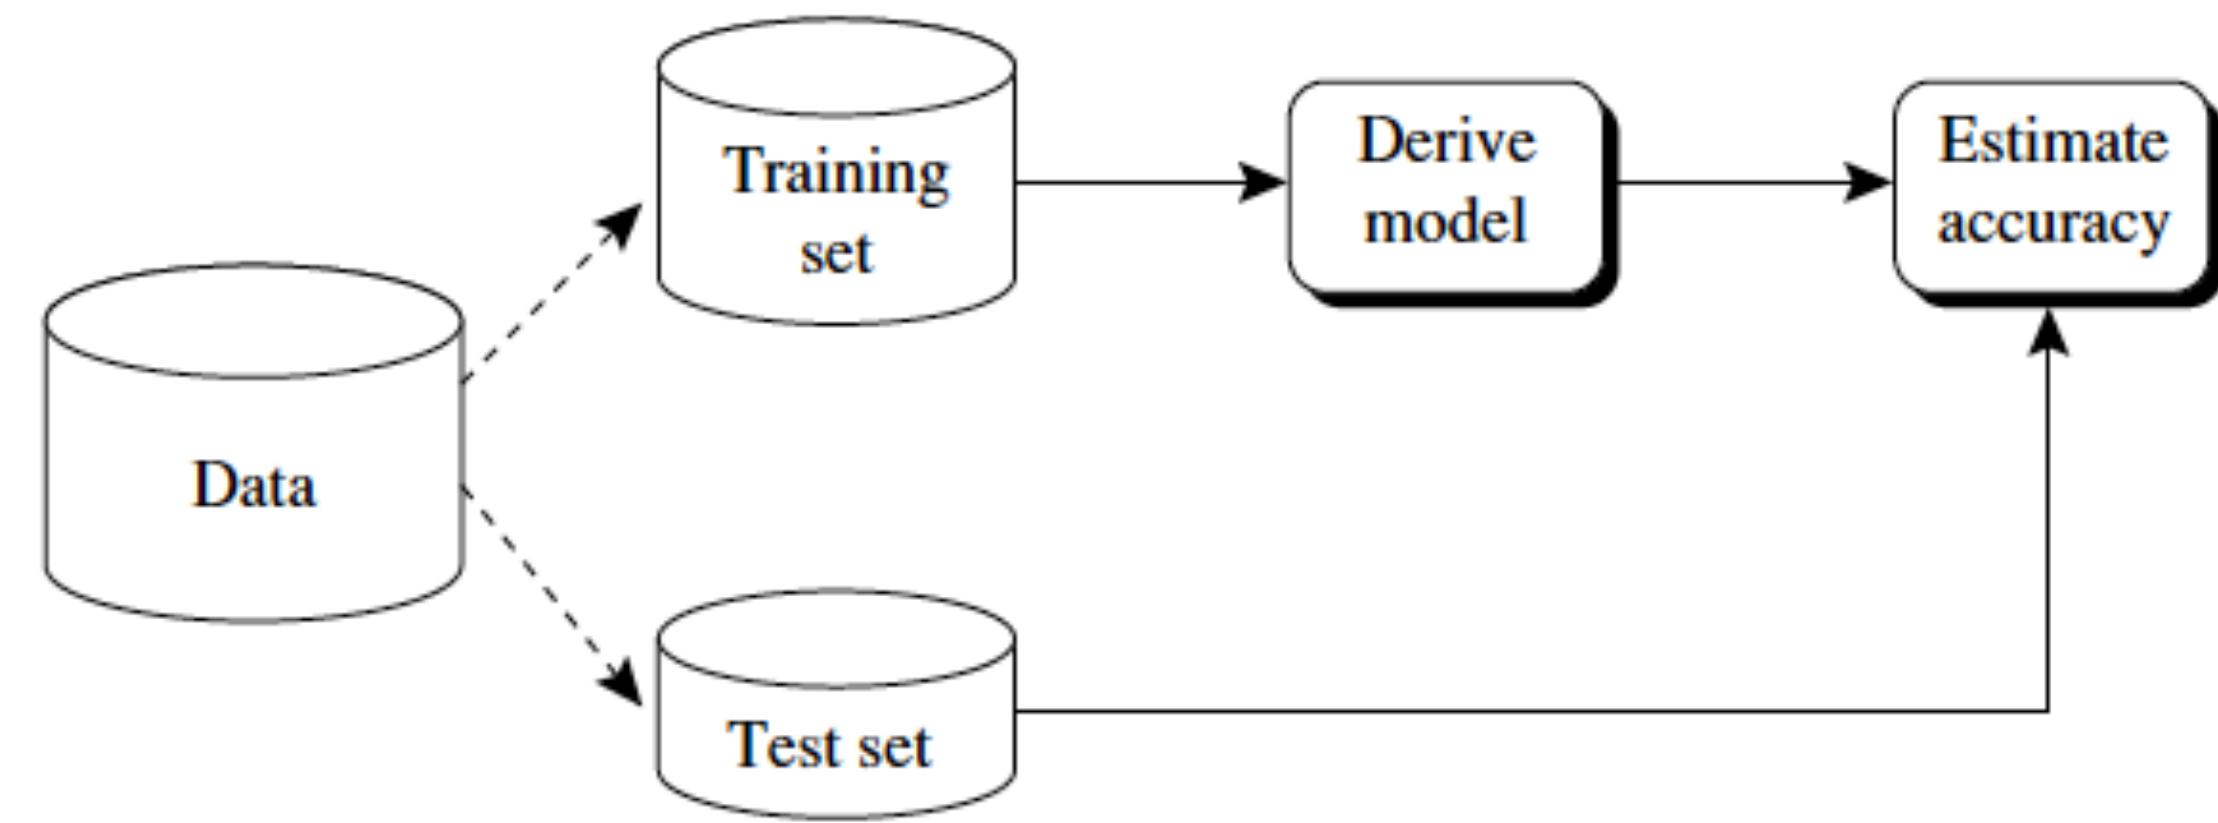 Training
set
Derive
model
Estimate
accuracy
Data
Test set